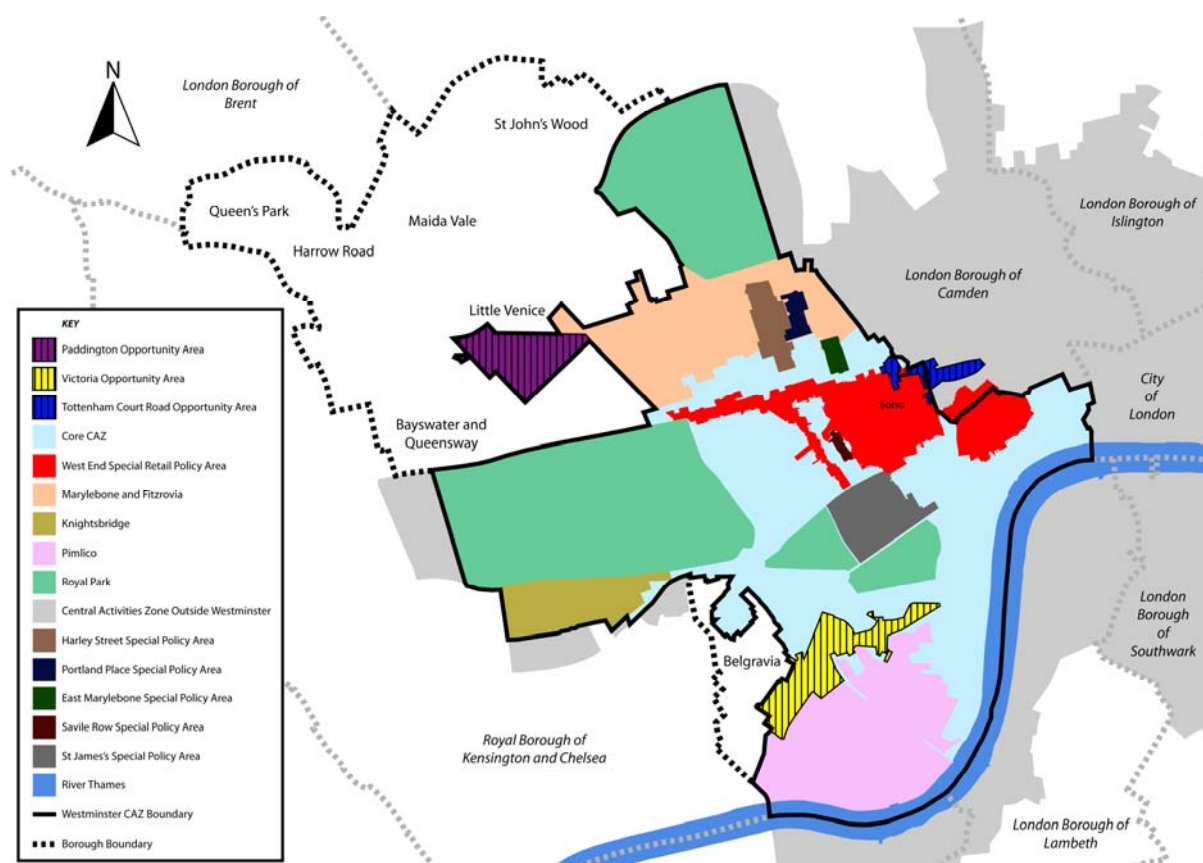 N
London Borough of
Brent
St John's Wood
Queen's Park
Maida Vale
Harrow Road
London Borough of
Islington
London Borough of
Camden
Little Venice
City
of
London
Soho
Bayswater and
Queensway
London
Borough
of
Southwark
Belgravia
Royal Borough of
Kensington and Chelsea
London Borough of
Lambeth
KEY
Paddington Opportunity Area
Victoria Opportunity Area
Tottenham Court Road Opportunity Area
Core CAZ
West End Special Retail Policy Area
Marylebone and Fitzrovia
Knightsbridge
Pimlico
Royal Park
Central Activities Zone Outside Westminster
Harley Street Special Policy Area
Portland Place Special Policy Area
East Marylebone Special Policy Area
Savile Row Special Policy Area
St James's Special Policy Area
River Thames
Westminster CAZ Boundary
Borough Boundary